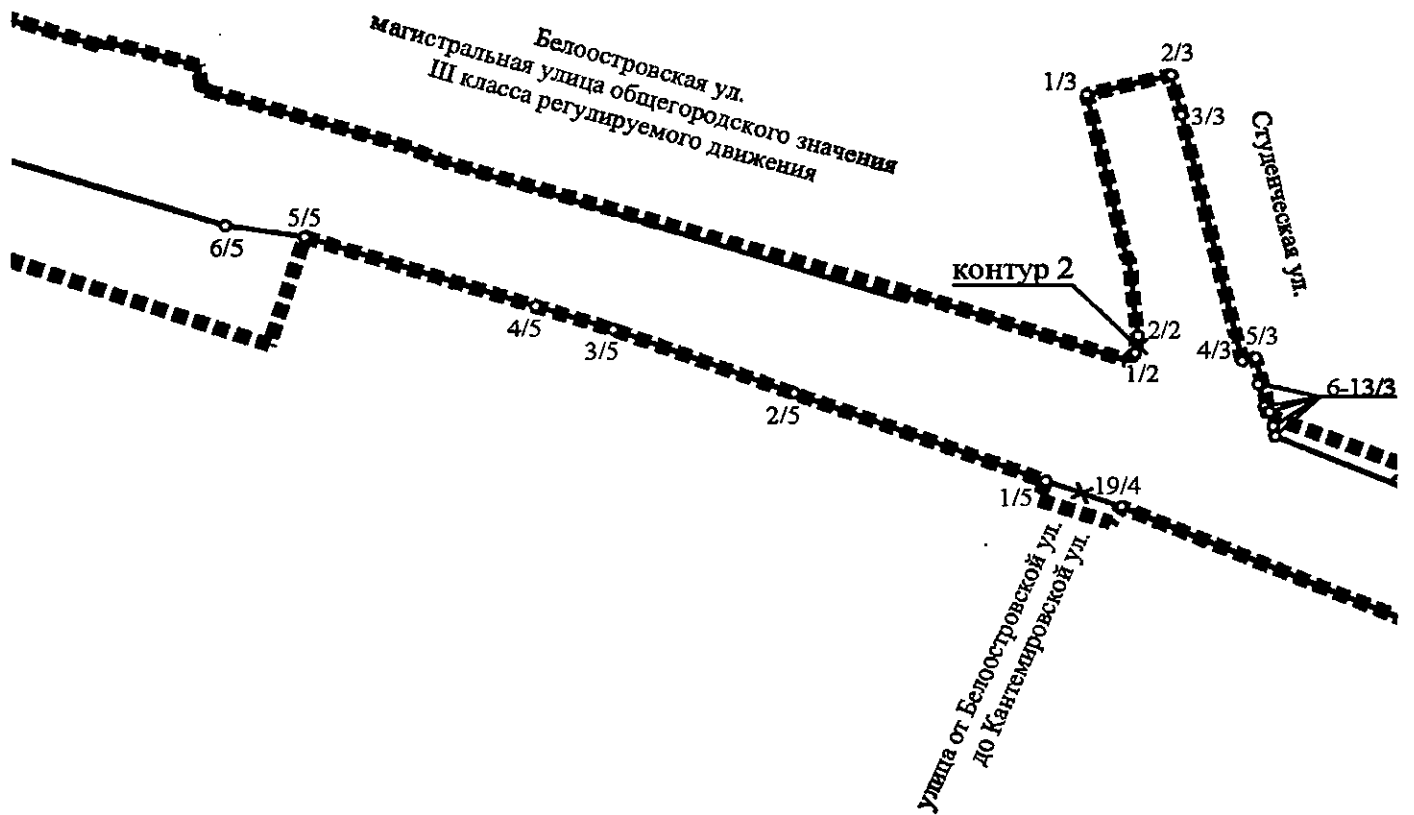 Белоостровская ул.
магистральная улица общегородского значения
III класса регулируемого движения
2/3
1/3
3/3
Студенческая ул.
5/5
6/5
контур 2
4/5
3/5
2/2
1/2
4/3
5/3
6-13/3
2/5
1/5
19/4
улица от Белоостровской ул.
до Кантемировской ул.